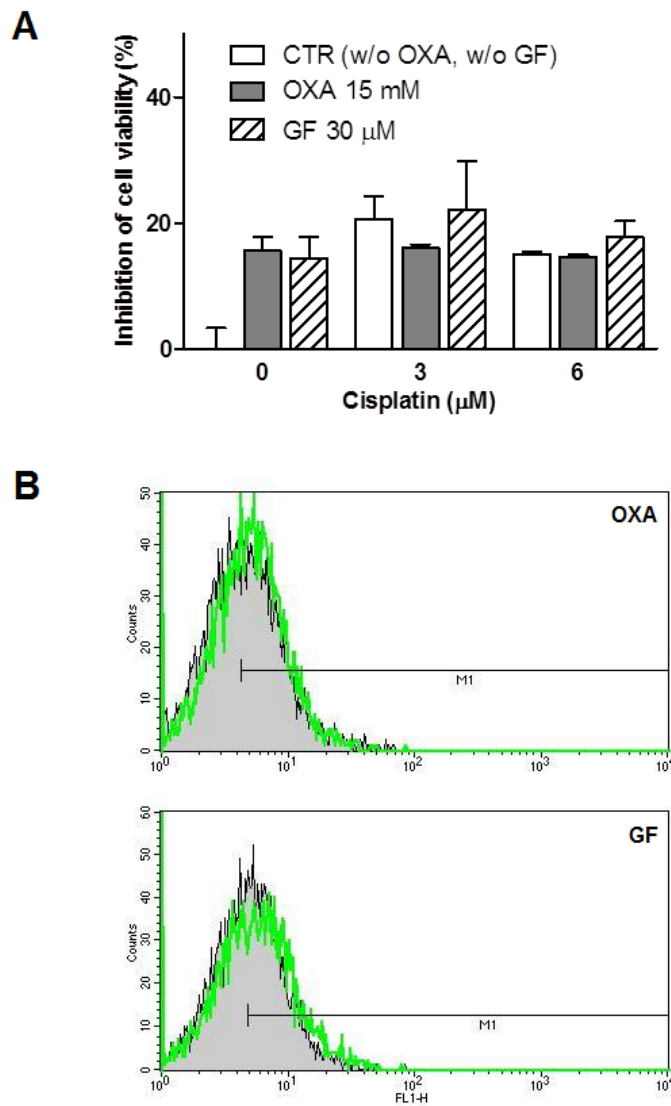 A
Inhibition of cell viability (%)
40
20
0
CTR (w/o OXA, w/o GF)
OXA 15 mM
GF 30 µM
0 3 6
Cisplatin (µM)
B
OXA
Counts
50
40
30
20
10
0
M1
10⁰ 10¹ 10² 10³ 10
GF
Counts
60
50
40
30
20
10
0
M1
10⁰ 10¹ 10² 10³ 10
FL1-H